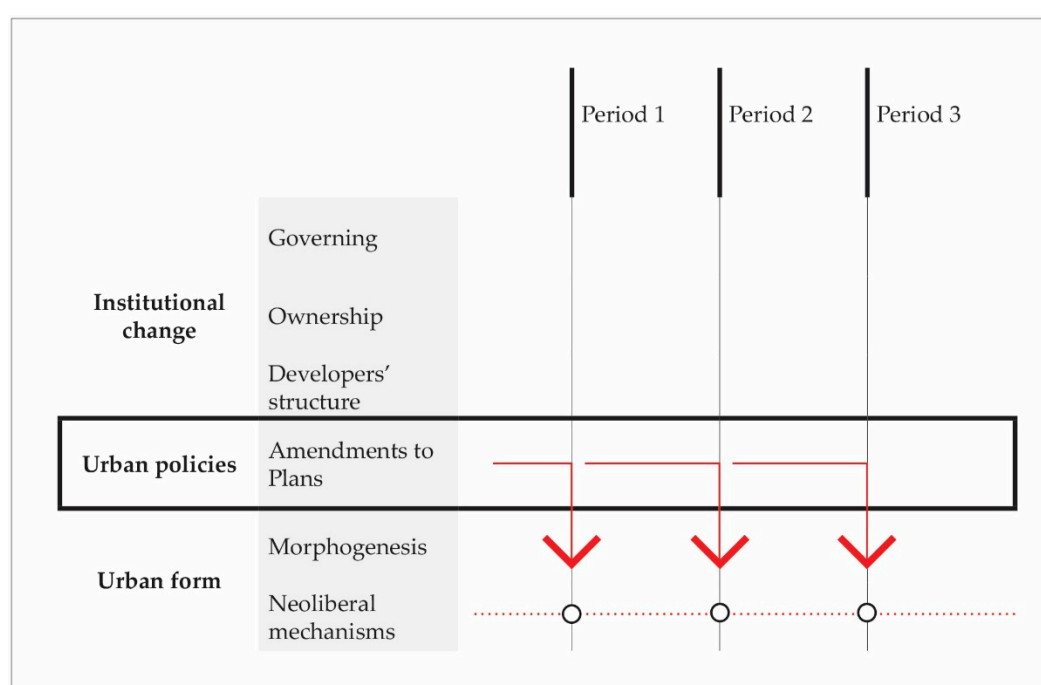 Period 1
Period 2
Period 3
Governing
Institutional
change
Ownership
Developers’
structure
Urban policies
Amendments to
Plans
Morphogenesis
Urban form
Neoliberal
mechanisms